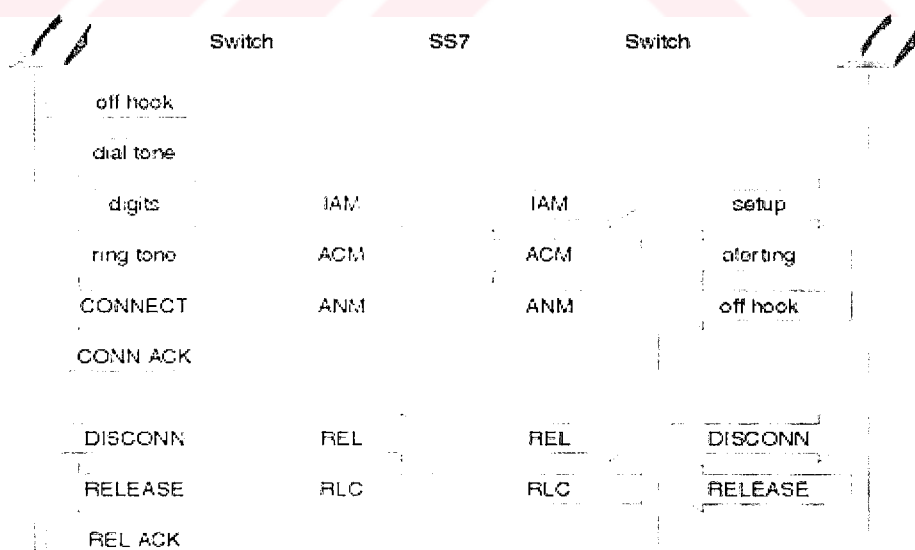 Switch SS7 Switch
off hook
dial tone
digits IAM IAM setup
ring tone ACM ACM alerting
CONNECT ANM ANM off hook
CONN ACK
DISCONN REL REL DISCONN
RELEASE RLC RLC RELEASE
REL ACK